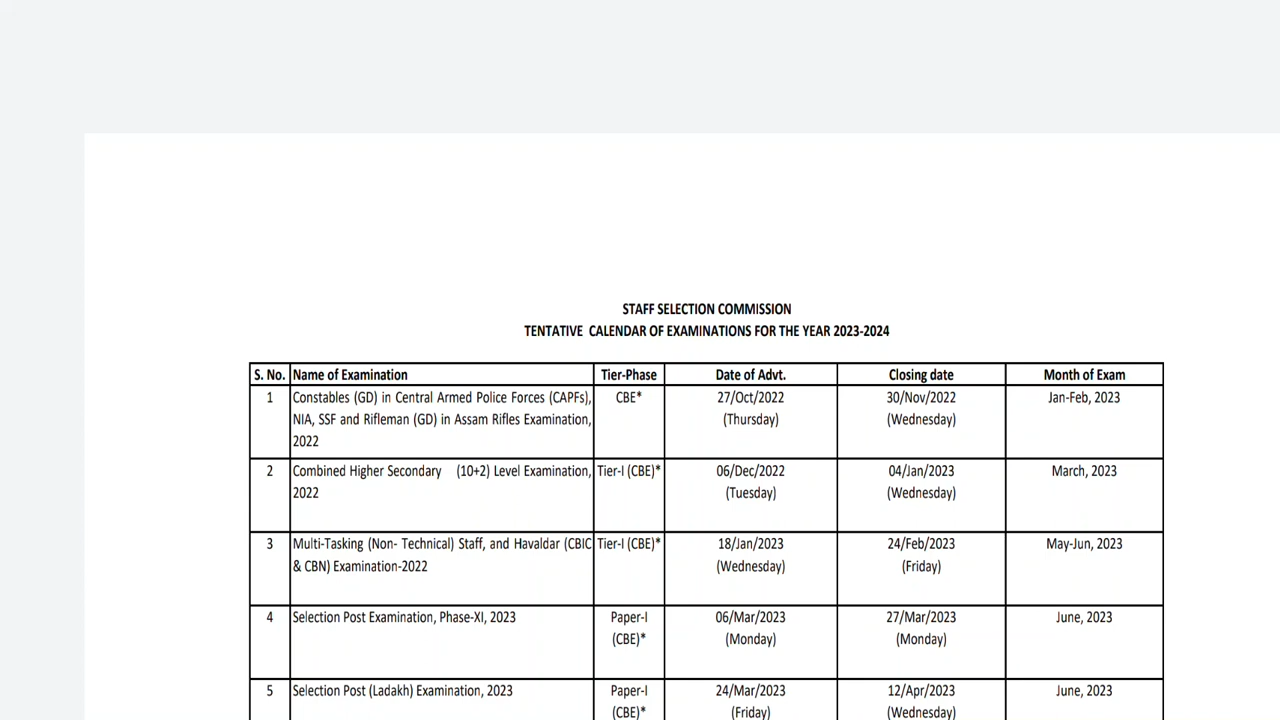 STAFF SELECTION COMMISSION
TENTATIVE CALENDAR OF EXAMINATIONS FOR THE YEAR 2023-2024
S. No. Name of Examination Tier-Phase Date of Advt. Closing date Month of Exam
1 Constables (GD) in Central Armed Police Forces (CAPFs), CBE* 27/Oct/2022 30/Nov/2022 Jan-Feb, 2023
NIA, SSF and Rifleman (GD) in Assam Rifles Examination, (Thursday) (Wednesday)
2022
2 Combined Higher Secondary (10+2) Level Examination, Tier-I (CBE)* 06/Dec/2022 04/Jan/2023 March, 2023
2022 (Tuesday) (Wednesday)
3 Multi-Tasking (Non- Technical) Staff, and Havaldar (CBIC Tier-I (CBE)* 18/Jan/2023 24/Feb/2023 May-Jun, 2023
& CBN) Examination-2022 (Wednesday) (Friday)
4 Selection Post Examination, Phase-XI, 2023 Paper-I 06/Mar/2023 27/Mar/2023 June, 2023
(CBE)* (Monday) (Monday)
5 Selection Post (Ladakh) Examination, 2023 Paper-I 24/Mar/2023 12/Apr/2023 June, 2023
(CBE)* (Friday) (Wednesday)